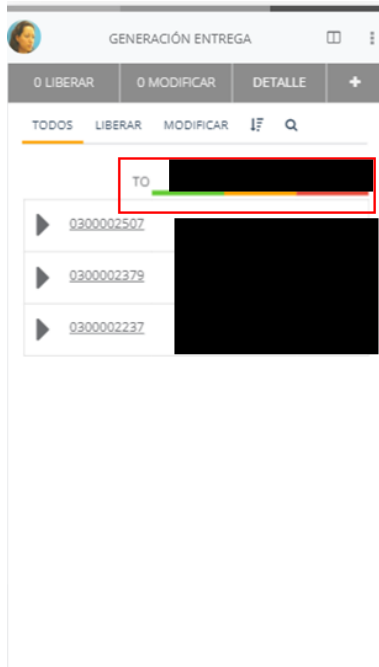 GENERACIÓN ENTREGA
0 LIBERAR 0 MODIFICAR DETALLE +
TODOS LIBERAR MODIFICAR
TO
0300002507
0300002379
0300002237